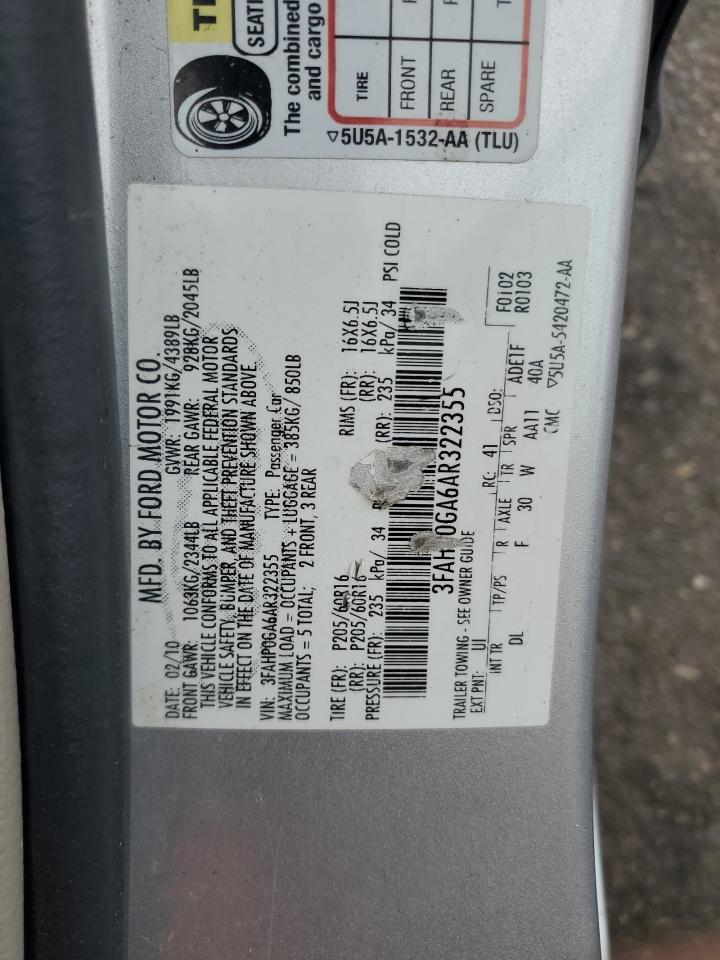 MFD. BY FORD MOTOR CO.
DATE: 02/10 GVWR: 1991KG/4389LB
FRONT GAWR: 1063KG/2344LB REAR GAWR: 928KG/2045LB
THIS VEHICLE CONFORMS TO ALL APPLICABLE FEDERAL MOTOR
VEHICLE SAFETY, BUMPER, AND THEFT PREVENTION STANDARDS
IN EFFECT ON THE DATE OF MANUFACTURE SHOWN ABOVE.
VIN: 3FAHP0GA6AR322355 TYPE: Passenger Car
MAXIMUM LOAD = OCCUPANTS + LUGGAGE = 385KG/ 850LB
OCCUPANTS = 5 TOTAL; 2 FRONT, 3 REAR
TIRE (FR): P205/60R16 RIMS (FR): 16X6.5J
(RR): P205/60R16 (RR): 16X6.5J
PRESSURE (FR): 235 kPa/ 34 (RR): 235 kPa/ 34 PSI COLD
3FAH 0GA6AR322355
TRAILER TOWING - SEE OWNER GUIDE
EXT PNT: UI RC: 41 DSO: F0102
INT TR TP/PS R AXLE TR SPR ADE1F R0103
DL F 30 W AA11 40A
CMC ▽5U5A-5420472-AA
SEATI
The combined
and cargo
TIRE
FRONT
REAR
SPARE
▽5U5A-1532-AA (TLU)